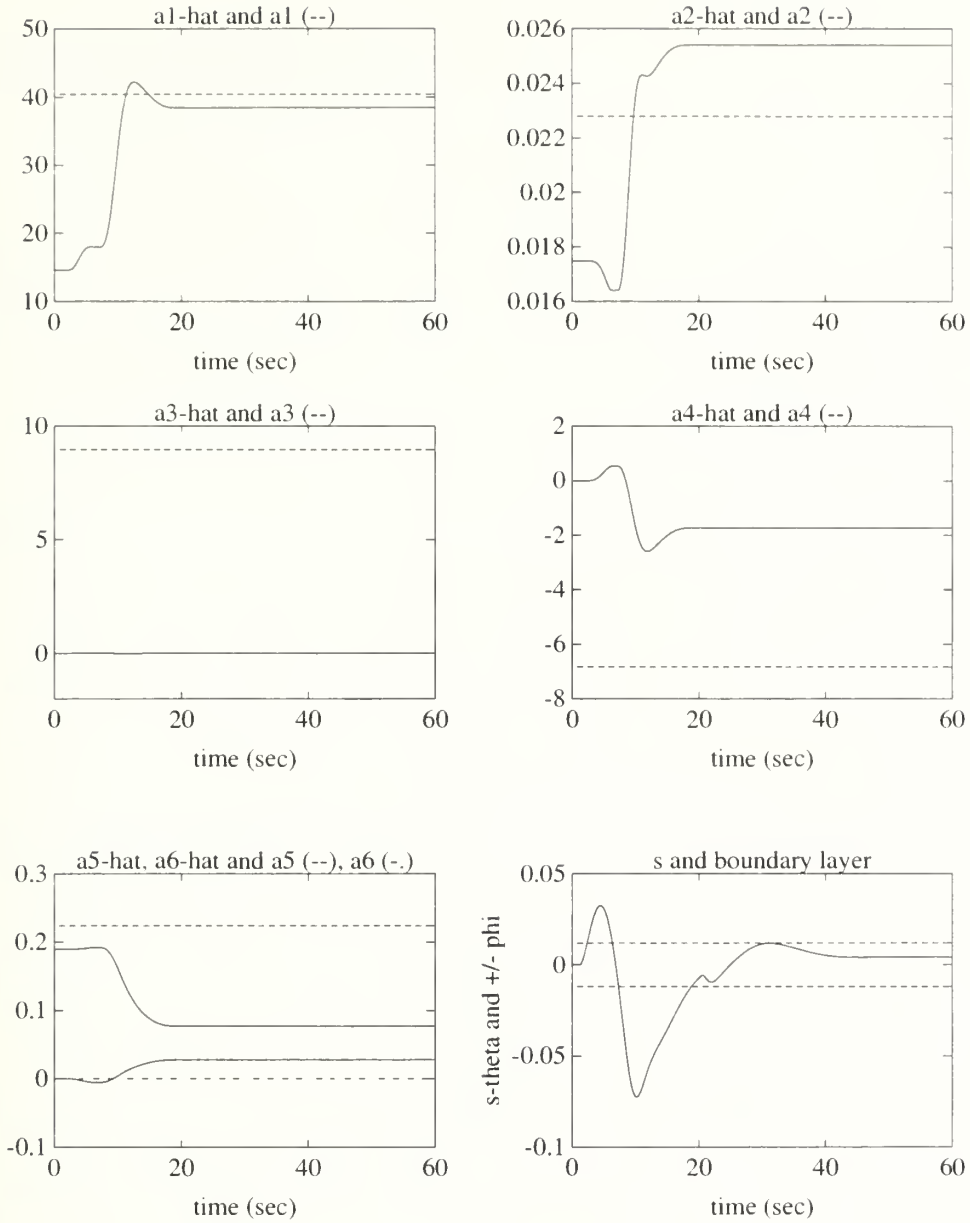 a1-hat and a1 (--)
50
40
30
20
10
0 20 40 60
time (sec)
a2-hat and a2 (--)
0.026
0.024
0.022
0.02
0.018
0.016
0 20 40 60
time (sec)
a3-hat and a3 (--)
10
5
0
0 20 40 60
time (sec)
a4-hat and a4 (--)
2
0
-2
-4
-6
-8
0 20 40 60
time (sec)
a5-hat, a6-hat and a5 (--), a6 (-.)
0.3
0.2
0.1
0
-0.1
0 20 40 60
time (sec)
s and boundary layer
s-theta and +/- phi
0.05
0
-0.05
-0.1
0 20 40 60
time (sec)